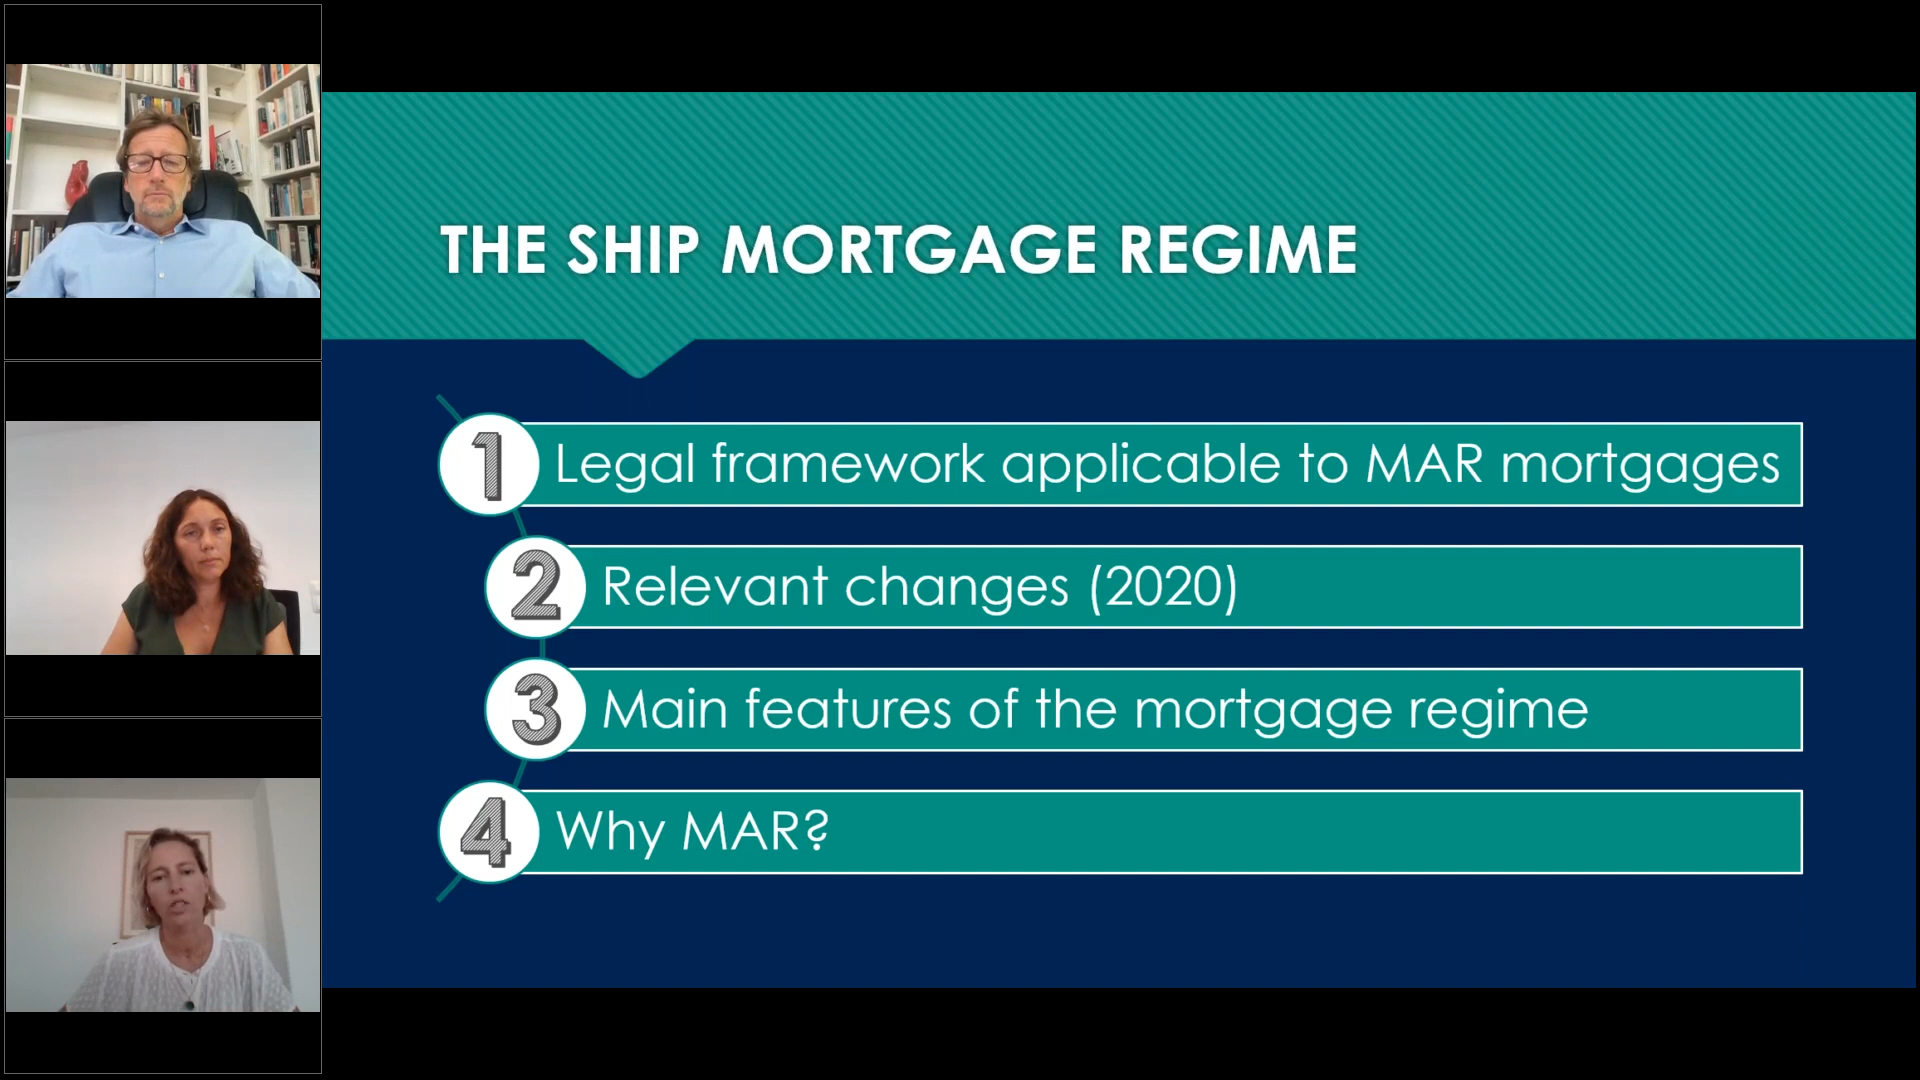 THE SHIP MORTGAGE REGIME
1 Legal framework applicable to MAR mortgages
2 Relevant changes (2020)
3 Main features of the mortgage regime
4 Why MAR?